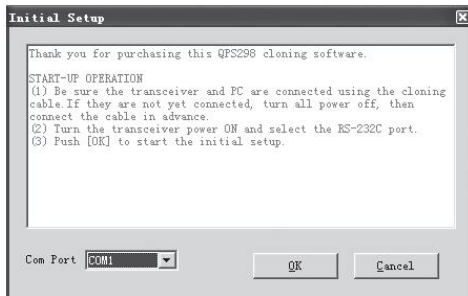 Initial Setup
Thank you for purchasing this QPS298 cloning software.
START-UP OPERATION
(1) Be sure the transceiver and PC are connected using the cloning
cable.If they are not yet connected, turn all power off, then
connect the cable in advance.
(2) Turn the transceiver power ON and select the RS-232C port.
(3) Push [OK] to start the initial setup.
Com Port COM1 OK Cancel